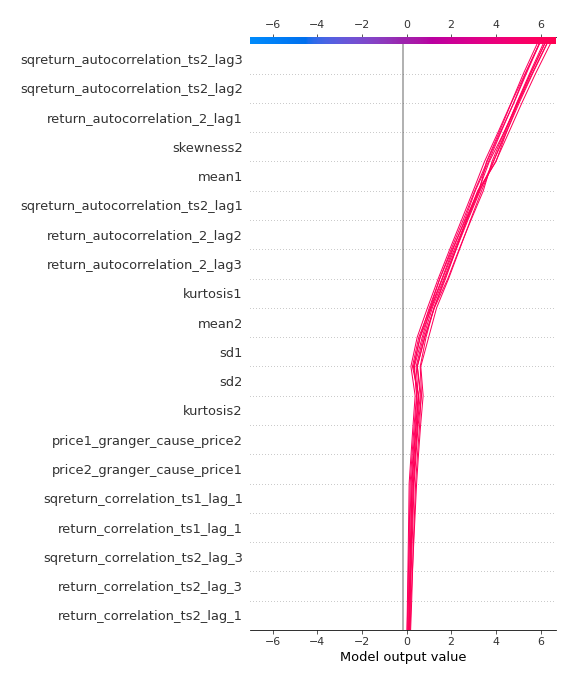 −6 −4 −2 0 2 4 6
sqreturn_autocorrelation_ts2_lag3
sqreturn_autocorrelation_ts2_lag2
return_autocorrelation_2_lag1
skewness2
mean1
sqreturn_autocorrelation_ts2_lag1
return_autocorrelation_2_lag2
return_autocorrelation_2_lag3
kurtosis1
mean2
sd1
sd2
kurtosis2
price1_granger_cause_price2
price2_granger_cause_price1
sqreturn_correlation_ts1_lag_1
return_correlation_ts1_lag_1
sqreturn_correlation_ts2_lag_3
return_correlation_ts2_lag_3
return_correlation_ts2_lag_1
−6 −4 −2 0 2 4 6
Model output value